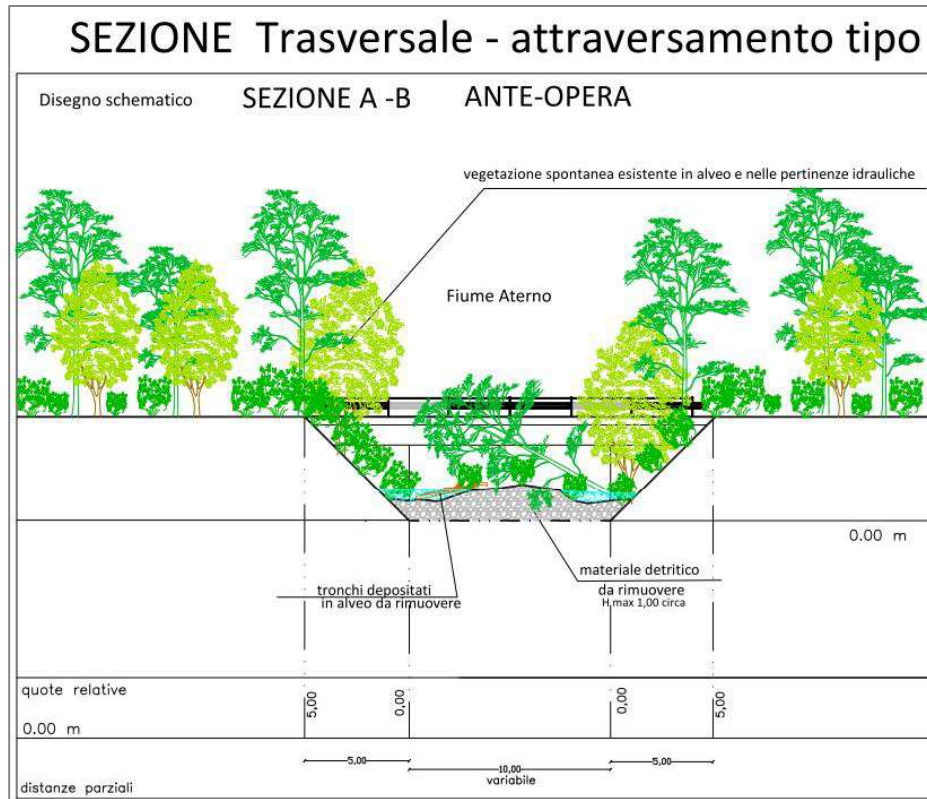 SEZIONE Trasversale - attraversamento tipo
Disegno schematico
SEZIONE A -B
ANTE-OPERA
vegetazione spontanea esistente in alveo e nelle pertinenze idrauliche
Fiume Aterno
0.00 m
tronchi depositati
in alveo da rimuovere
materiale detritico
da rimuovere
H max 1,00 circa
quote relative
5,00
0,00
0,00
5,00
0.00 m
5,00
10,00
5,00
variabile
distanze parziali